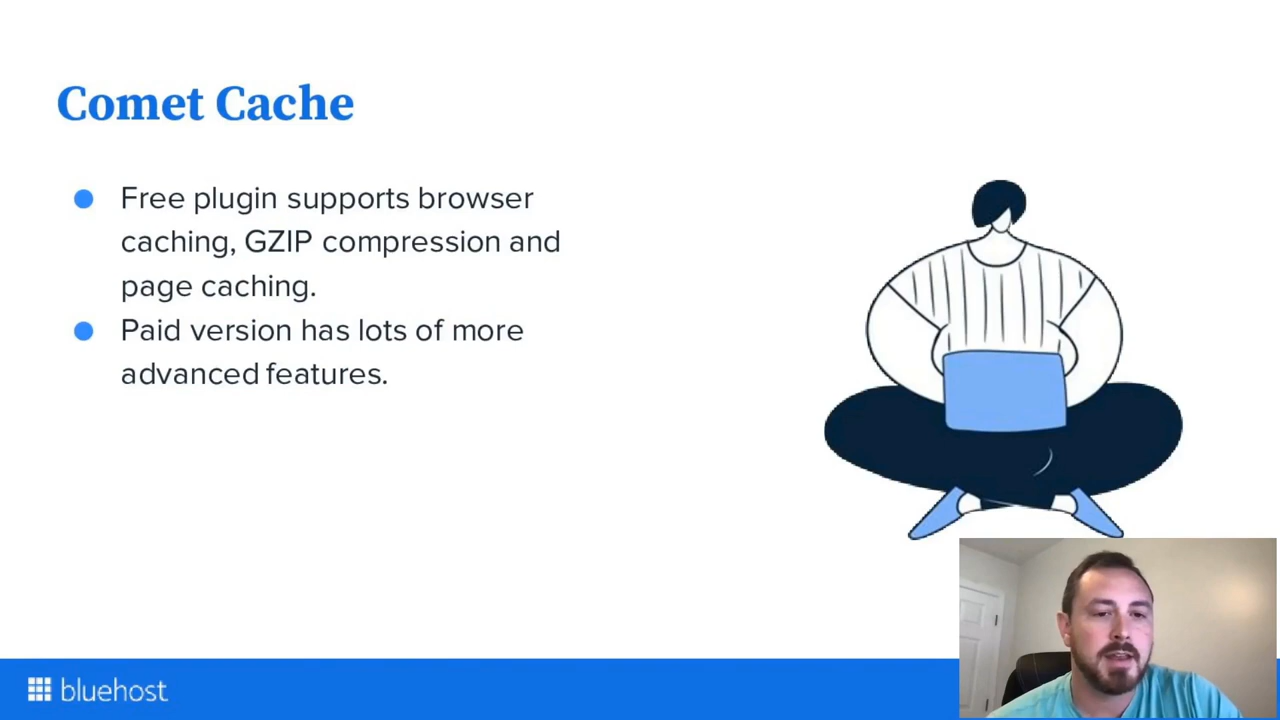 Comet Cache
Free plugin supports browser
caching, GZIP compression and
page caching.
Paid version has lots of more
advanced features.
bluehost